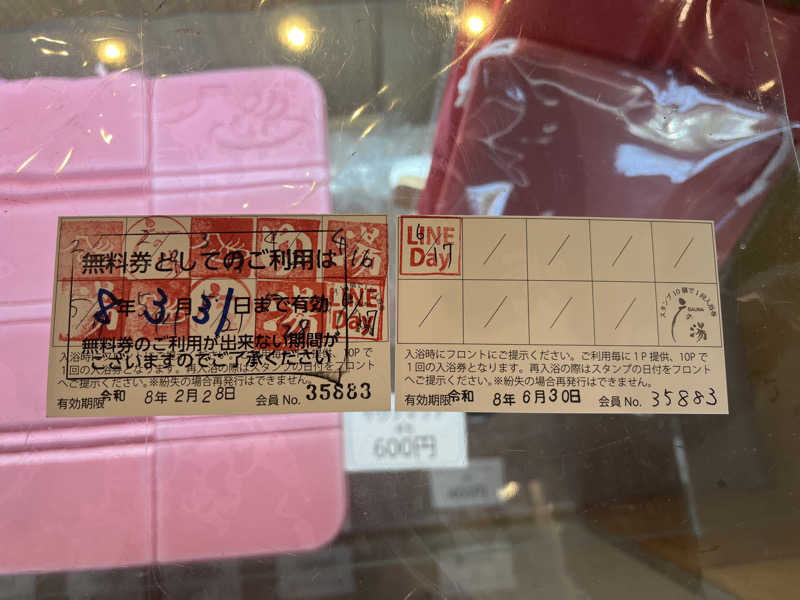 無料券としてのご利用は
8年3月31日まで有効
無料券のご利用が出来ない期間が
ございますのでご了承ください
LINE
Day
湯
入浴時にフロントにご提示ください。ご利用毎に1P提供、10Pで
1回の入浴券となります。再入浴の際はスタンプの日付をフロント
へご提示ください。※紛失の場合再発行はできません。
有効期限 令和 8年2月28日 会員No. 35883
LINE
Day
6/7
スタンプ10個で1回入浴券
SAUNA
の湯
入浴時にフロントにご提示ください。ご利用毎に1P提供、10Pで
1回の入浴券となります。再入浴の際はスタンプの日付をフロント
へご提示ください。※紛失の場合再発行はできません。
有効期限 令和 8年6月30日 会員No. 35883
600円